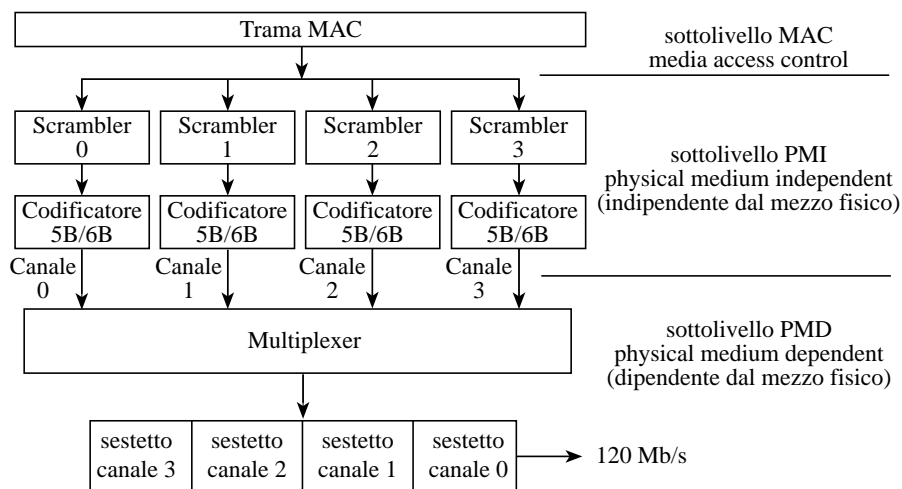 Trama MAC
sottolivello MAC
media access control
Scrambler
0
Scrambler
1
Scrambler
2
Scrambler
3
sottolivello PMI
physical medium independent
(indipendente dal mezzo fisico)
Codificatore
5B/6B
Codificatore
5B/6B
Codificatore
5B/6B
Codificatore
5B/6B
Canale
0
Canale
1
Canale
2
Canale
3
Multiplexer
sottolivello PMD
physical medium dependent
(dipendente dal mezzo fisico)
sestetto
canale 3
sestetto
canale 2
sestetto
canale 1
sestetto
canale 0
120 Mb/s